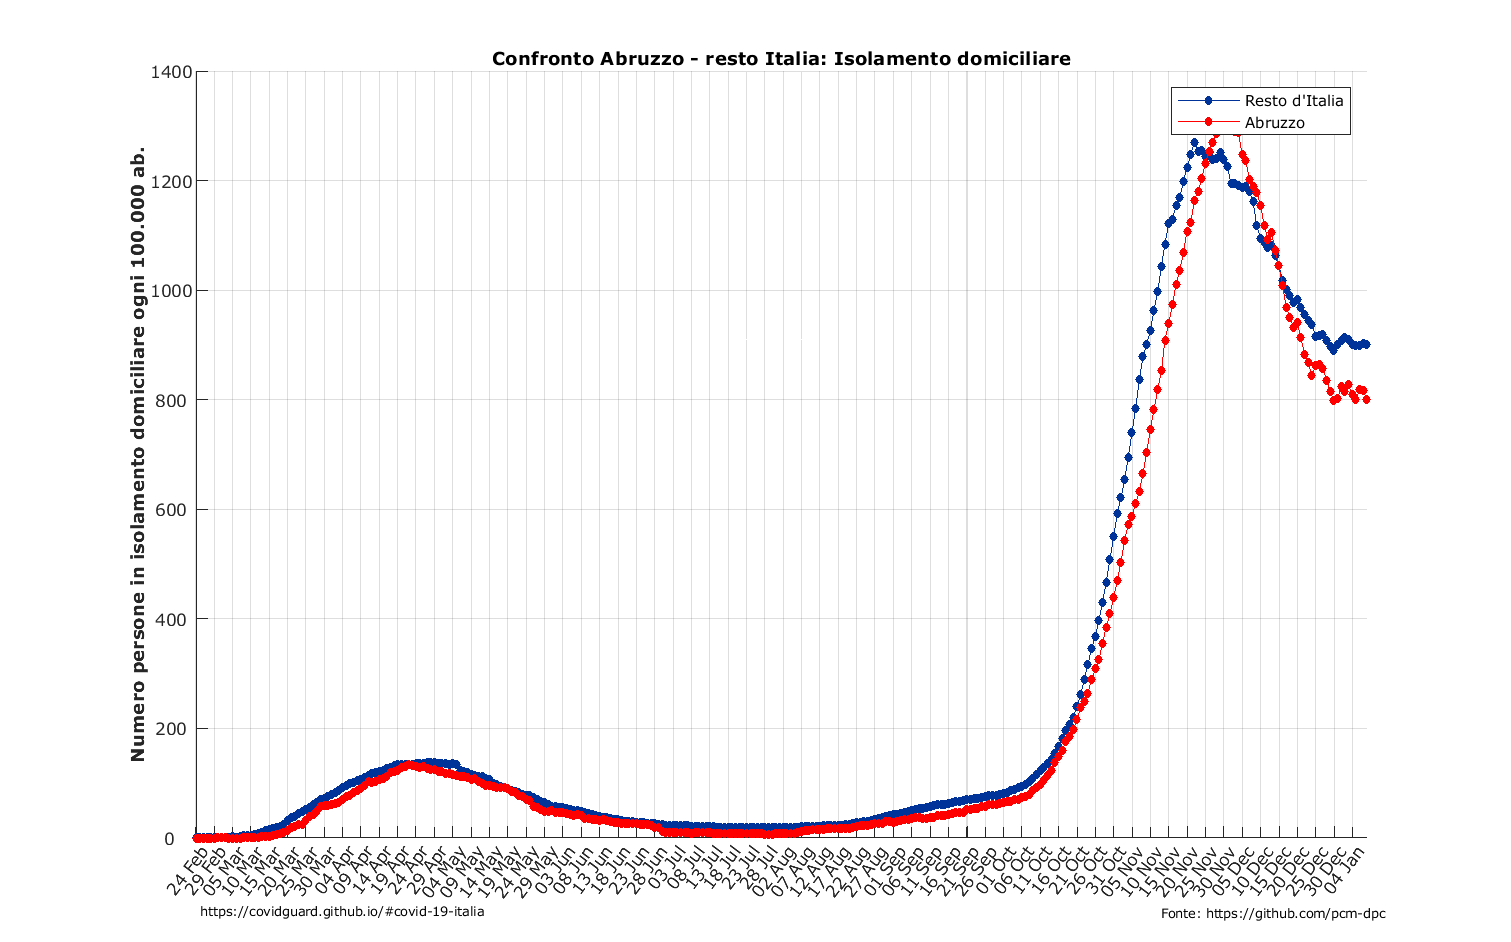 Confronto Abruzzo - resto Italia: Isolamento domiciliare
Numero persone in isolamento domiciliare ogni 100.000 ab.
1400
1200
1000
800
600
400
200
0
Resto d'Italia
Abruzzo
24 Feb
29 Feb
05 Mar
10 Mar
15 Mar
20 Mar
25 Mar
30 Mar
04 Apr
09 Apr
14 Apr
19 Apr
24 Apr
29 Apr
04 May
09 May
14 May
19 May
24 May
29 May
03 Jun
08 Jun
13 Jun
18 Jun
23 Jun
28 Jun
03 Jul
08 Jul
13 Jul
18 Jul
23 Jul
28 Jul
02 Aug
07 Aug
12 Aug
17 Aug
22 Aug
27 Aug
01 Sep
06 Sep
11 Sep
16 Sep
21 Sep
26 Sep
01 Oct
06 Oct
11 Oct
16 Oct
21 Oct
26 Oct
31 Oct
05 Nov
10 Nov
15 Nov
20 Nov
25 Nov
30 Nov
05 Dec
10 Dec
15 Dec
20 Dec
25 Dec
30 Dec
04 Jan
https://covidguard.github.io/#covid-19-italia
Fonte: https://github.com/pcm-dpc